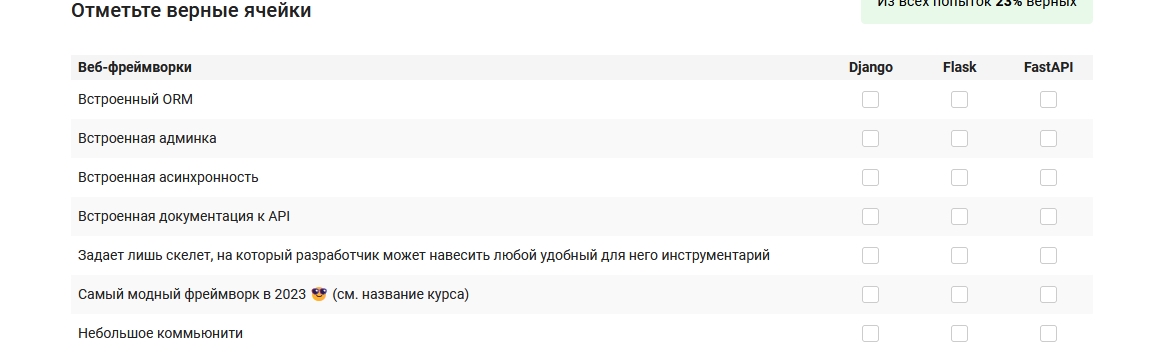 Отметьте верные ячейки
Из всех попыток 23% верных
Веб-фреймворки Django Flask FastAPI
Встроенный ORM
Встроенная админка
Встроенная асинхронность
Встроенная документация к API
Задает лишь скелет, на который разработчик может навесить любой удобный для него инструментарий
Самый модный фреймворк в 2023 😎 (см. название курса)
Небольшое коммьюнити